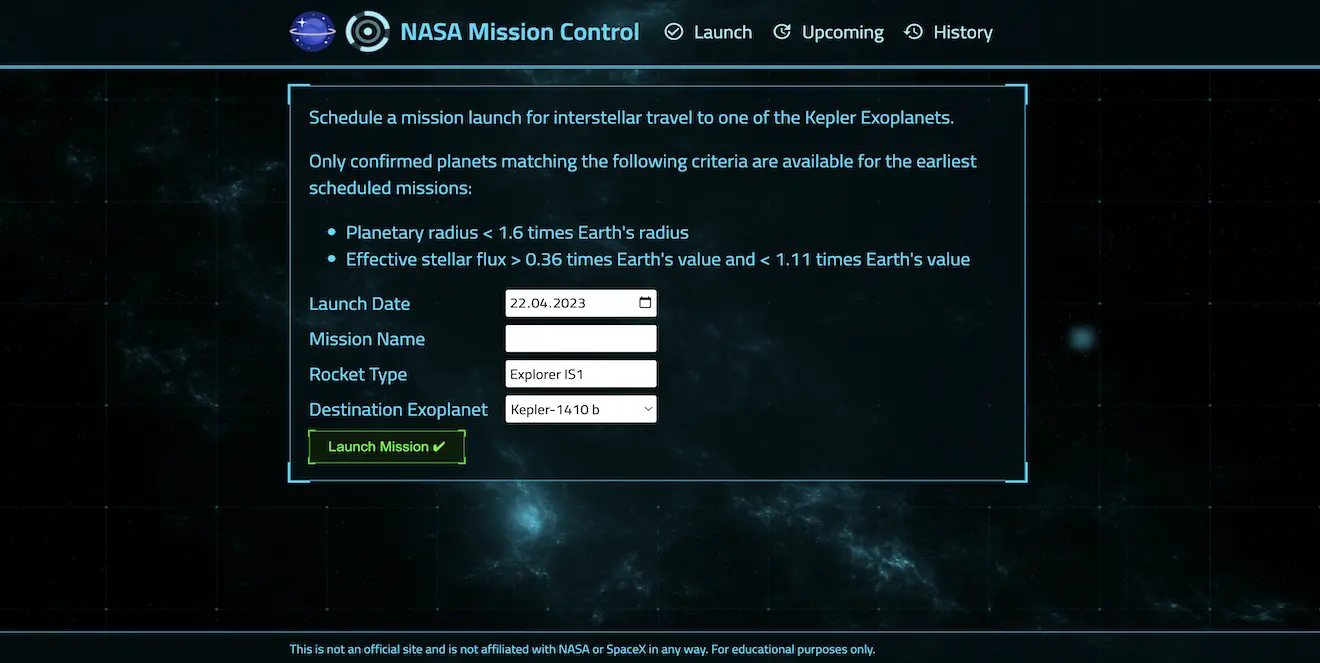 NASA Mission Control Launch Upcoming History
Schedule a mission launch for interstellar travel to one of the Kepler Exoplanets.
Only confirmed planets matching the following criteria are available for the earliest
scheduled missions:
Planetary radius < 1.6 times Earth's radius
Effective stellar flux > 0.36 times Earth's value and < 1.11 times Earth's value
Launch Date 22.04.2023
Mission Name
Rocket Type Explorer IS1
Destination Exoplanet Kepler-1410 b
Launch Mission ✔
This is not an official site and is not affiliated with NASA or SpaceX in any way. For educational purposes only.